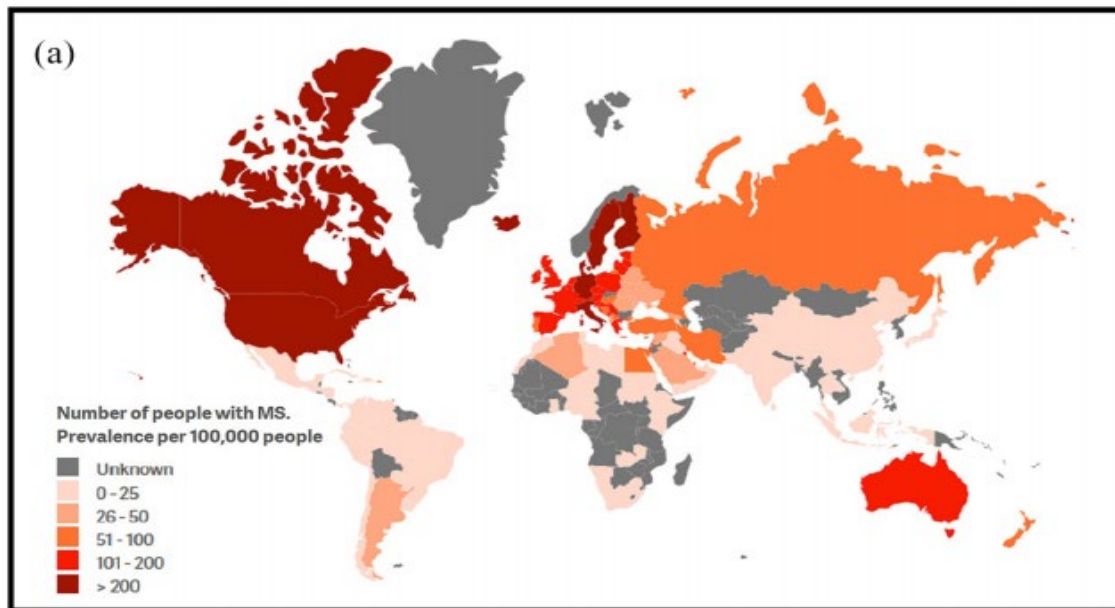 (a)
Number of people with MS.
Prevalence per 100,000 people
Unknown
0 - 25
26 - 50
51 - 100
101 - 200
> 200